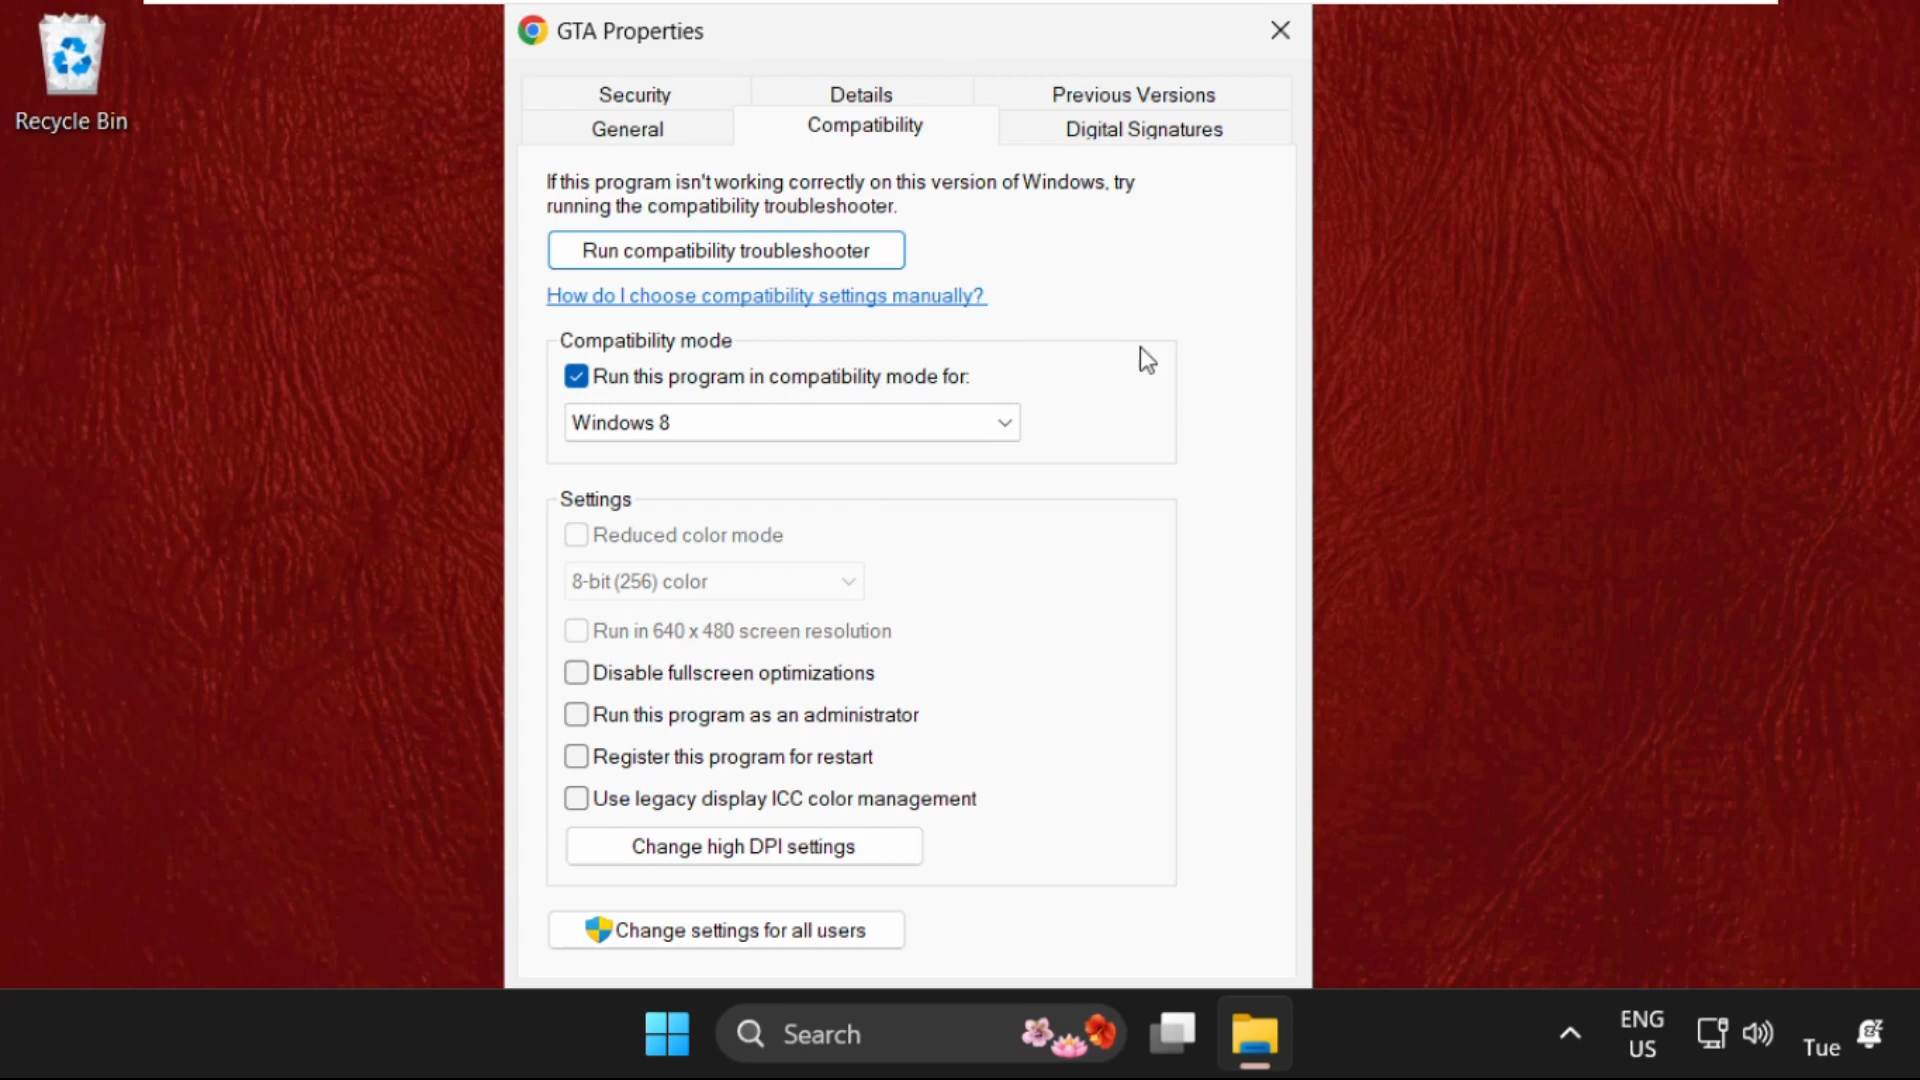 Recycle Bin
GTA Properties
Security
Details
Previous Versions
General
Compatibility
Digital Signatures
If this program isn't working correctly on this version of Windows, try
running the compatibility troubleshooter.
Run compatibility troubleshooter
How do I choose compatibility settings manually?
Compatibility mode
Run this program in compatibility mode for:
Windows 8
Settings
Reduced color mode
8-bit (256) color
Run in 640 x 480 screen resolution
Disable fullscreen optimizations
Run this program as an administrator
Register this program for restart
Use legacy display ICC color management
Change high DPI settings
Change settings for all users
Search
ENG
US
Tue